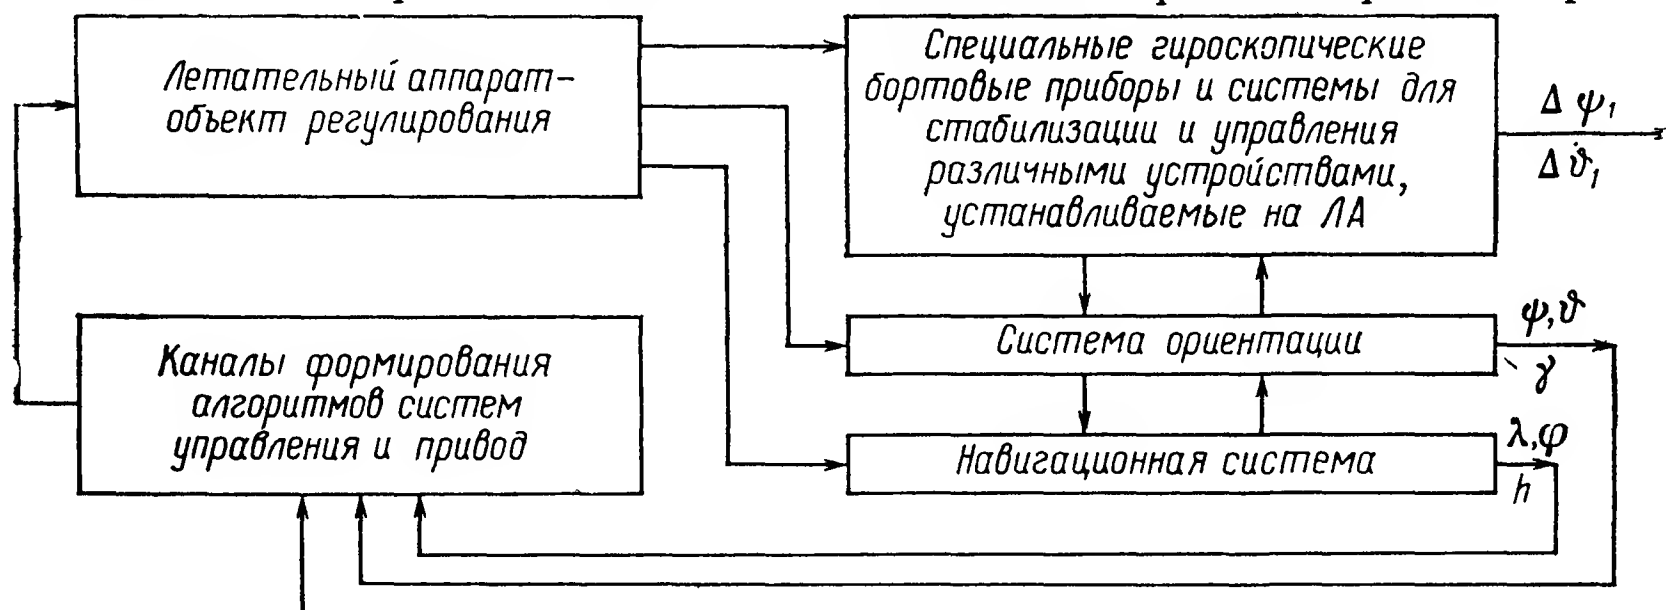 Летательный аппарат-
объект регулирования
Специальные гироскопические
бортовые приборы и системы для
стабилизации и управления
различными устройствами,
устанавливаемые на ЛА
Δ ψ₁
Δ ϑ̇₁
Система ориентации
ψ, ϑ
γ
Каналы формирования
алгоритмов систем
управления и привод
Навигационная система
λ, φ
h